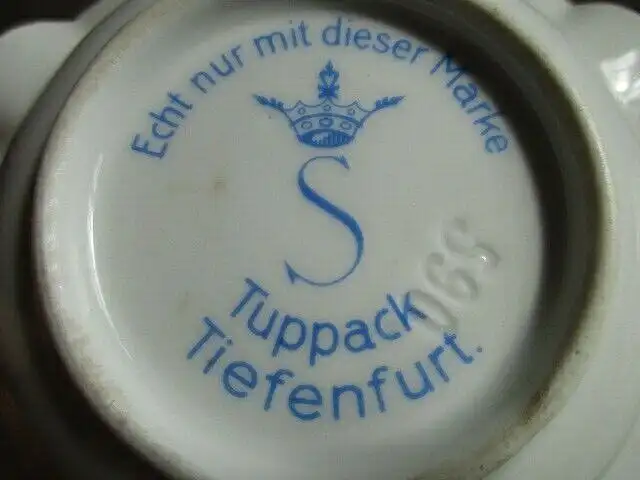 Echt nur mit dieser Marke
S
Tuppack
Tiefenfurt.